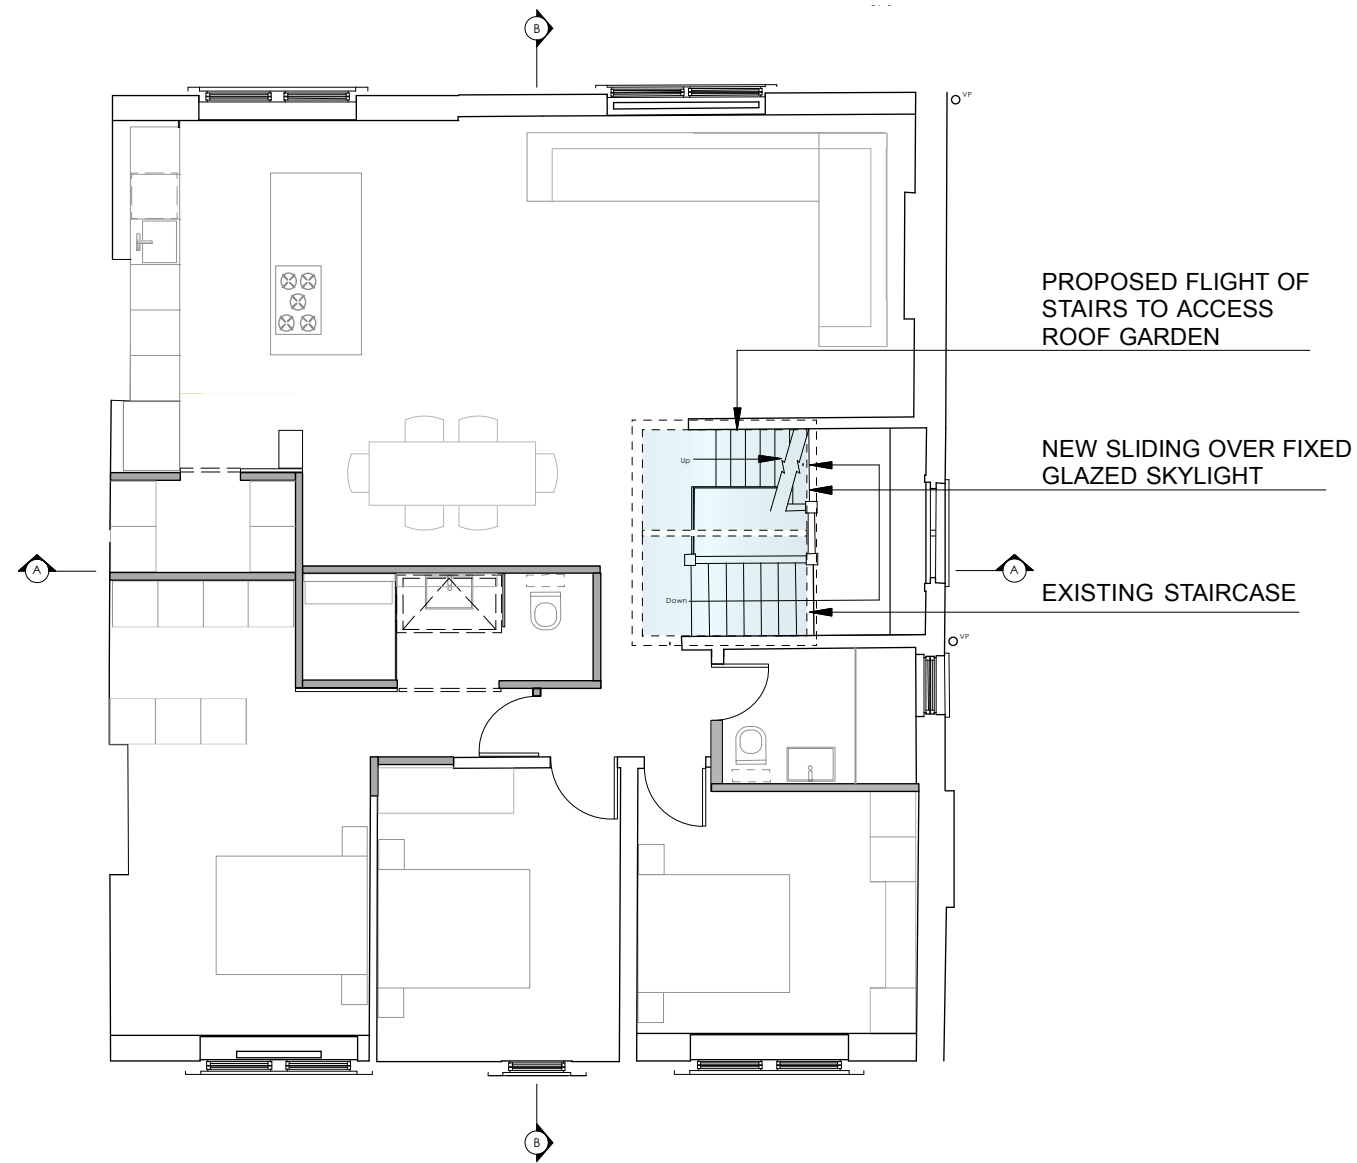 B
VP
PROPOSED FLIGHT OF
STAIRS TO ACCESS
ROOF GARDEN
NEW SLIDING OVER FIXED
GLAZED SKYLIGHT
Up
A
A
EXISTING STAIRCASE
Down
VP
B